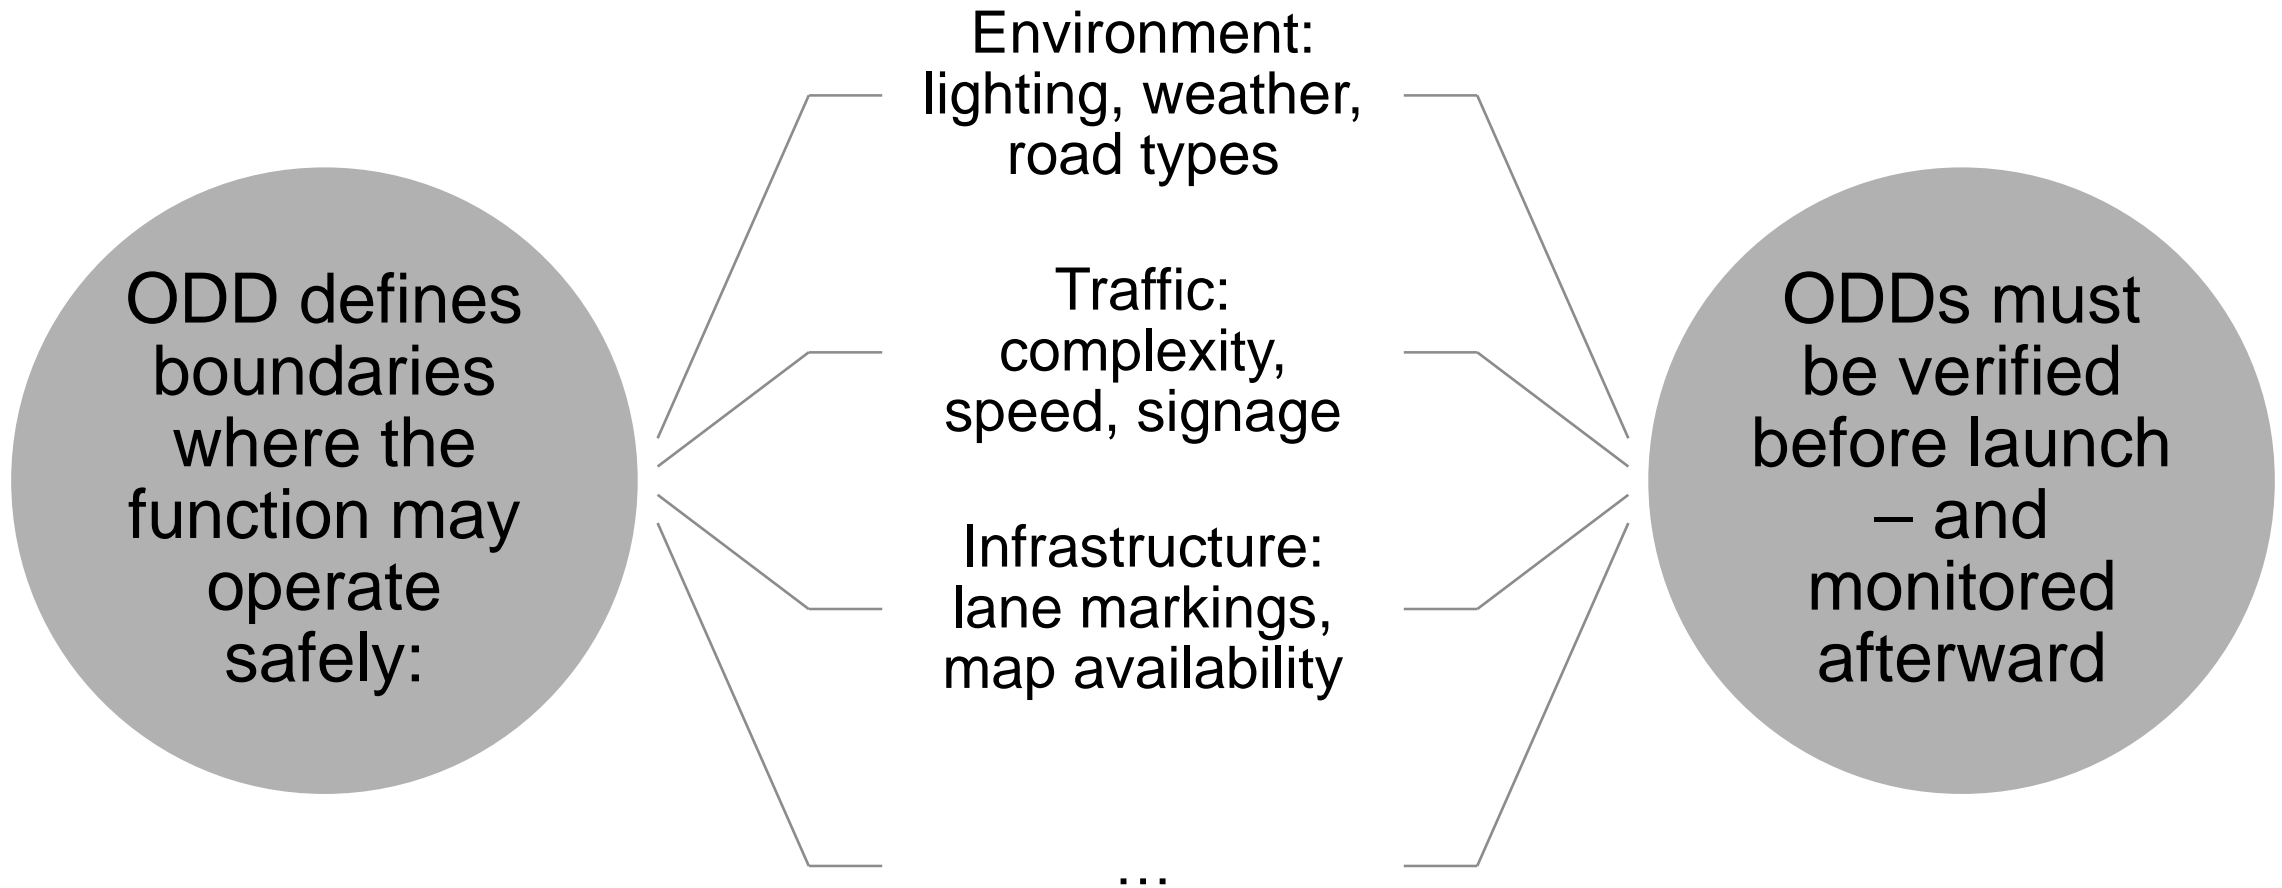 ODD defines
boundaries
where the
function may
operate
safely:
Environment:
lighting, weather,
road types
Traffic:
complexity,
speed, signage
Infrastructure:
lane markings,
map availability
…
ODDs must
be verified
before launch
– and
monitored
afterward